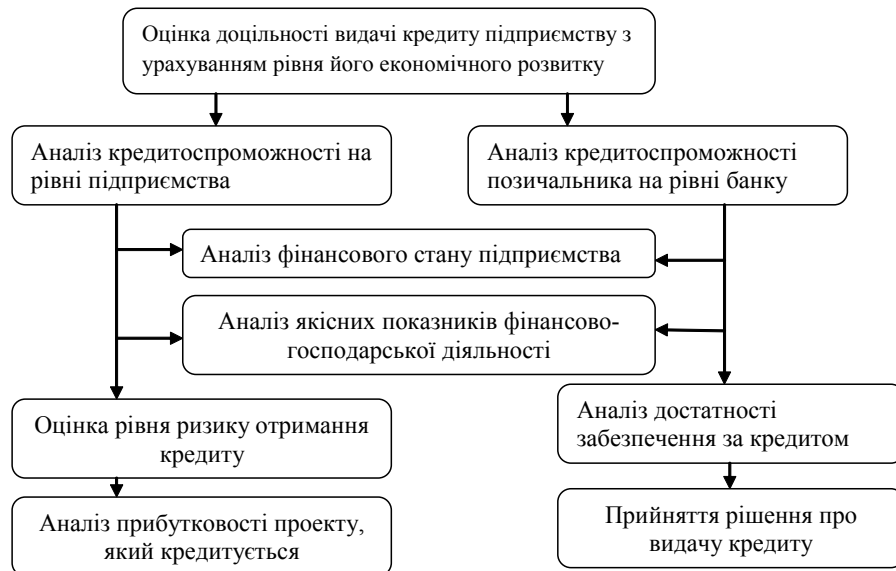 Оцінка доцільності видачі кредиту підприємству з
урахуванням рівня його економічного розвитку
Аналіз кредитоспроможності на
рівні підприємства
Аналіз кредитоспроможності
позичальника на рівні банку
Аналіз фінансового стану підприємства
Аналіз якісних показників фінансово-
господарської діяльності
Оцінка рівня ризику отримання
кредиту
Аналіз достатності
забезпечення за кредитом
Аналіз прибутковості проекту,
який кредитується
Прийняття рішення про
видачу кредиту